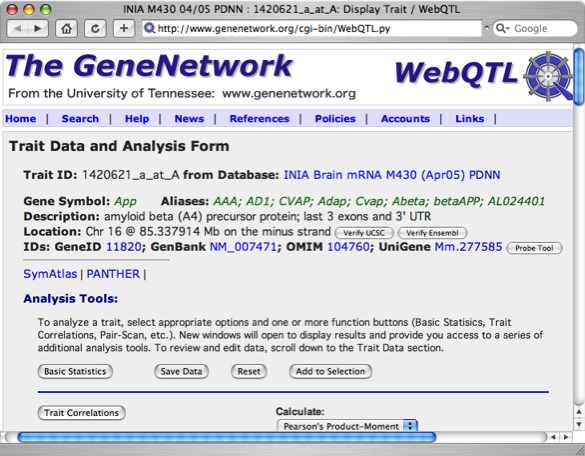 INIA M430 04/05 PDNN : 1420621_a_at_A: Display Trait / WebQTL
http://www.genenetwork.org/cgi-bin/WebQTL.py
Google
The GeneNetwork
WebQTL
From the University of Tennessee: www.genenetwork.org
Home | Search | Help | News | References | Policies | Accounts | Links |
Trait Data and Analysis Form
Trait ID: 1420621_a_at_A from Database: INIA Brain mRNA M430 (Apr05) PDNN
Gene Symbol: App Aliases: AAA; AD1; CVAP; Adap; Cvap; Abeta; betaAPP; AL024401
Description: amyloid beta (A4) precursor protein; last 3 exons and 3' UTR
Location: Chr 16 @ 85.337914 Mb on the minus strand Verify UCSC Verify Ensembl
IDs: GeneID 11820; GenBank NM_007471; OMIM 104760; UniGene Mm.277585 Probe Tool
SymAtlas | PANTHER |
Analysis Tools:
To analyze a trait, select appropriate options and one or more function buttons (Basic Statisics, Trait
Correlations, Pair-Scan, etc.). New windows will open to display results and provide you access to a series of
additional analysis tools. To review and edit data, scroll down to the Trait Data section.
Basic Statistics Save Data Reset Add to Selection
Calculate:
Trait Correlations Pearson's Product-Moment